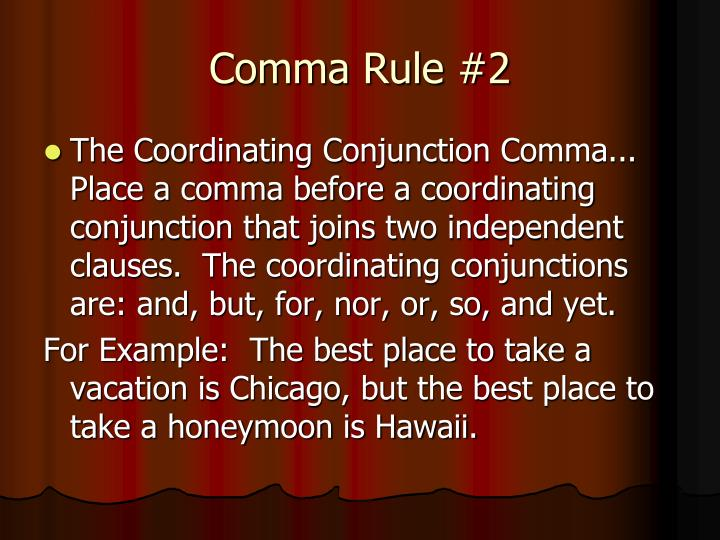 Comma Rule #2
The Coordinating Conjunction Comma...
Place a comma before a coordinating
conjunction that joins two independent
clauses.  The coordinating conjunctions
are: and, but, for, nor, or, so, and yet.
For Example:  The best place to take a
vacation is Chicago, but the best place to
take a honeymoon is Hawaii.